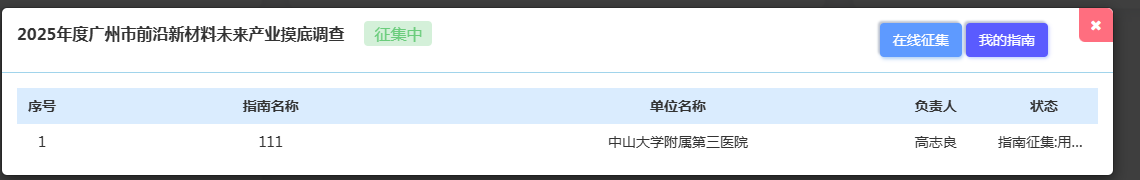 2025年度广州市前沿新材料未来产业摸底调查 征集中 在线征集 我的指南
序号 指南名称 单位名称 负责人 状态
1 111 中山大学附属第三医院 高志良 指南征集:用...